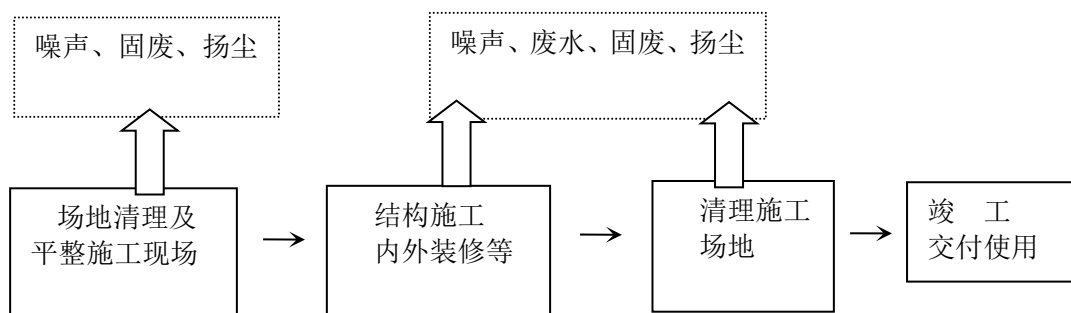 噪声、固废、扬尘
噪声、废水、固废、扬尘
场地清理及
平整施工现场
结构施工
内外装修等
清理施工
场地
竣　工
交付使用